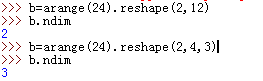 >>> b=arange(24).reshape(2,12)
>>> b.ndim
2
>>> b=arange(24).reshape(2,4,3)
>>> b.ndim
3